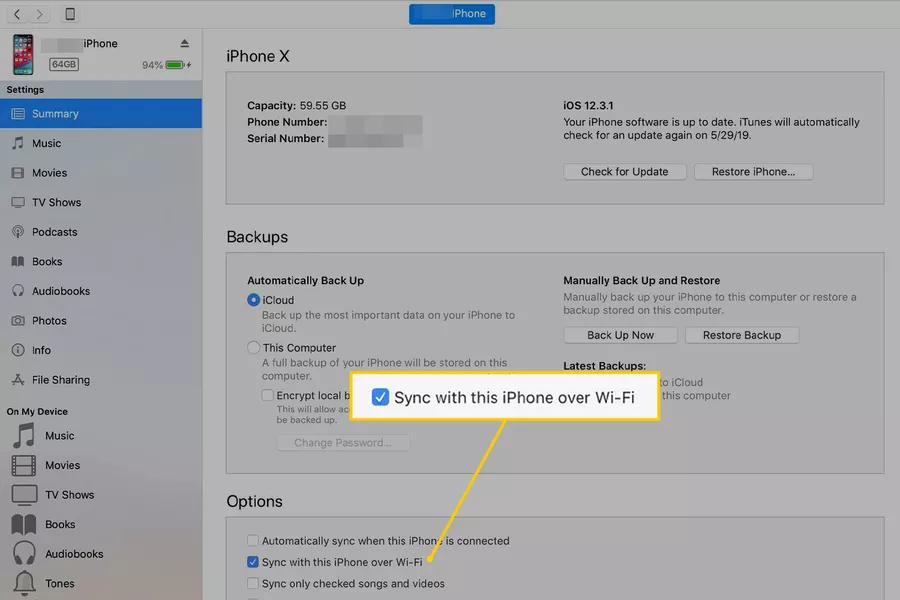 iPhone
iPhone
64GB
94%
Settings
Summary
Music
Movies
TV Shows
Podcasts
Books
Audiobooks
Photos
Info
File Sharing
On My Device
Music
Movies
TV Shows
Books
Audiobooks
Tones
iPhone X
Capacity: 59.55 GB
Phone Number:
Serial Number:
iOS 12.3.1
Your iPhone software is up to date. iTunes will automatically
check for an update again on 5/29/19.
Check for Update
Restore iPhone...
Backups
Automatically Back Up
iCloud
Back up the most important data on your iPhone to
iCloud.
This Computer
A full backup of your iPhone will be stored on this
computer.
Encrypt local
This will allow
be backed up.
Change Password...
Manually Back Up and Restore
Manually back up your iPhone to this computer or restore a
backup stored on this computer.
Back Up Now
Restore Backup
Latest Backups:
to iCloud
this computer
Sync with this iPhone over Wi-Fi
Options
Automatically sync when this iPhone is connected
Sync with this iPhone over Wi-Fi
Sync only checked songs and videos